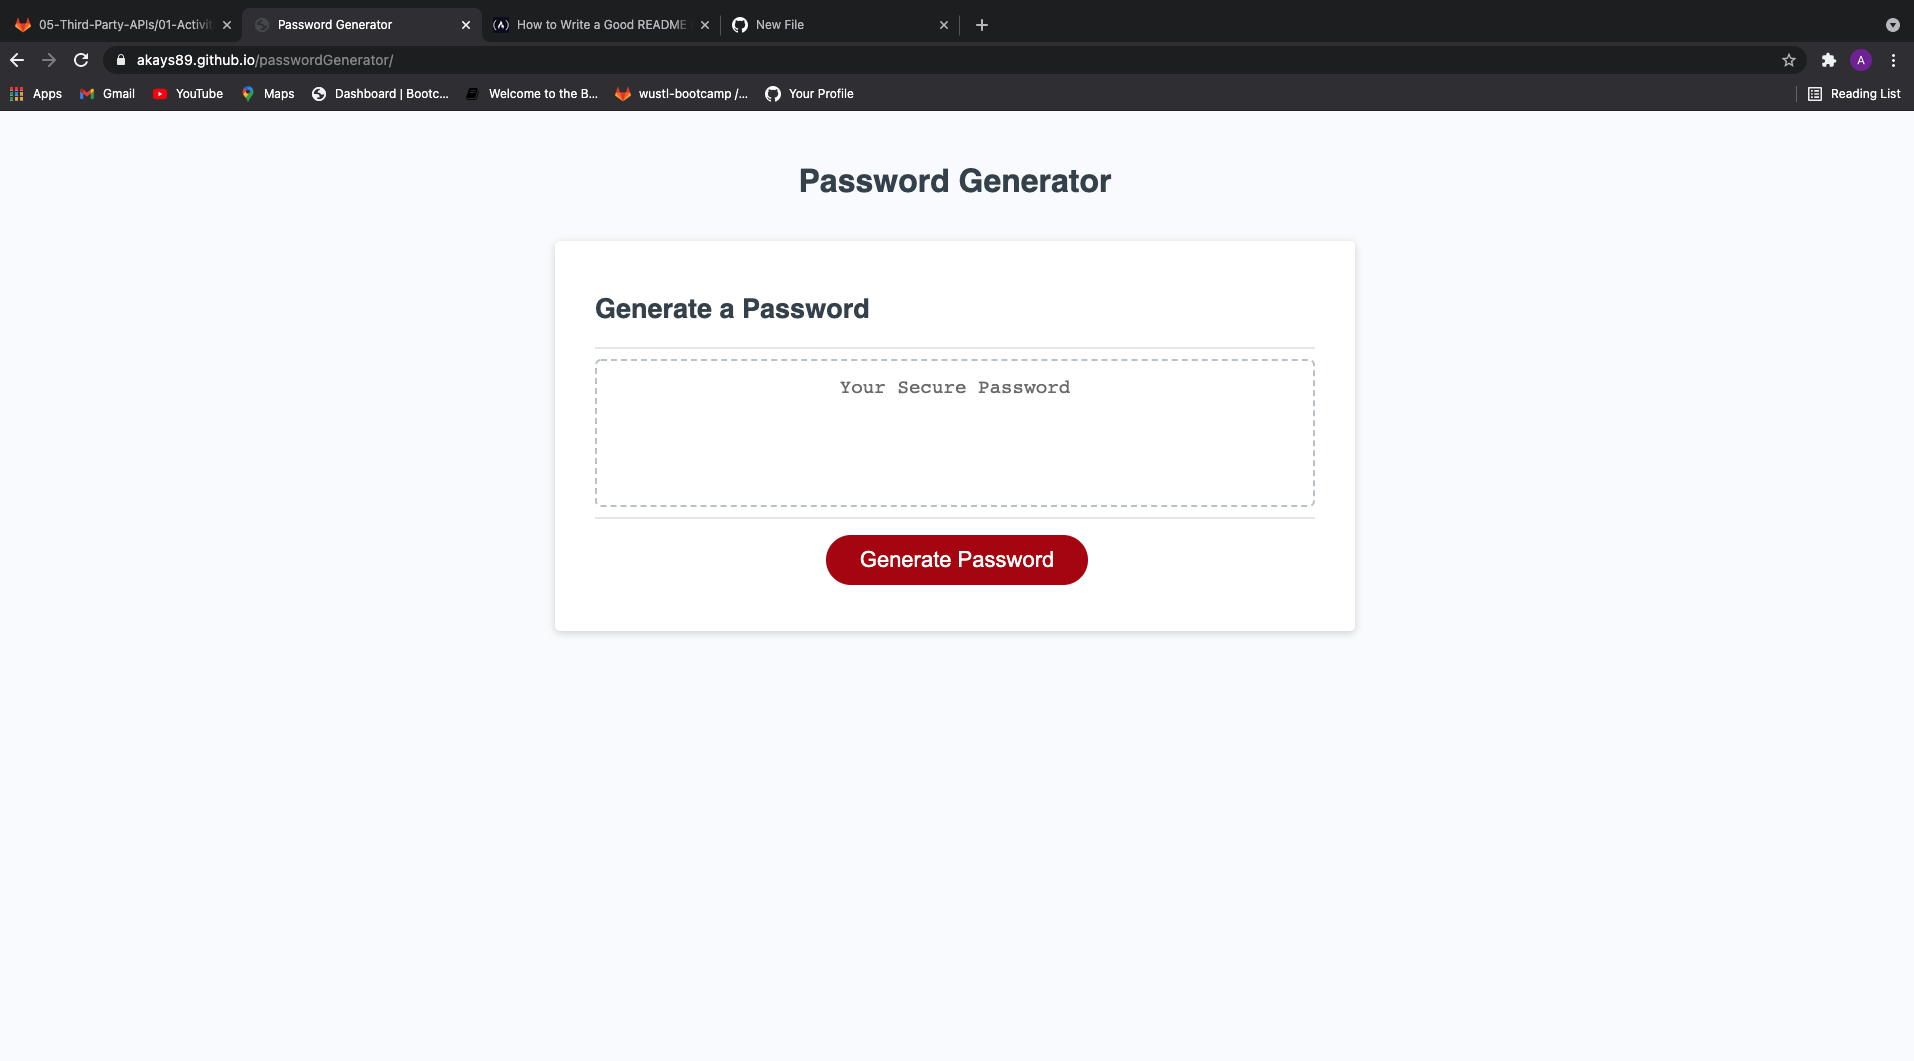 05-Third-Party-APIs/01-Activit
Password Generator
How to Write a Good README
New File
akays89.github.io/passwordGenerator/
A
Apps
Gmail
YouTube
Maps
Dashboard | Bootc...
Welcome to the B...
wustl-bootcamp /...
Your Profile
Reading List
Password Generator
Generate a Password
Your Secure Password
Generate Password